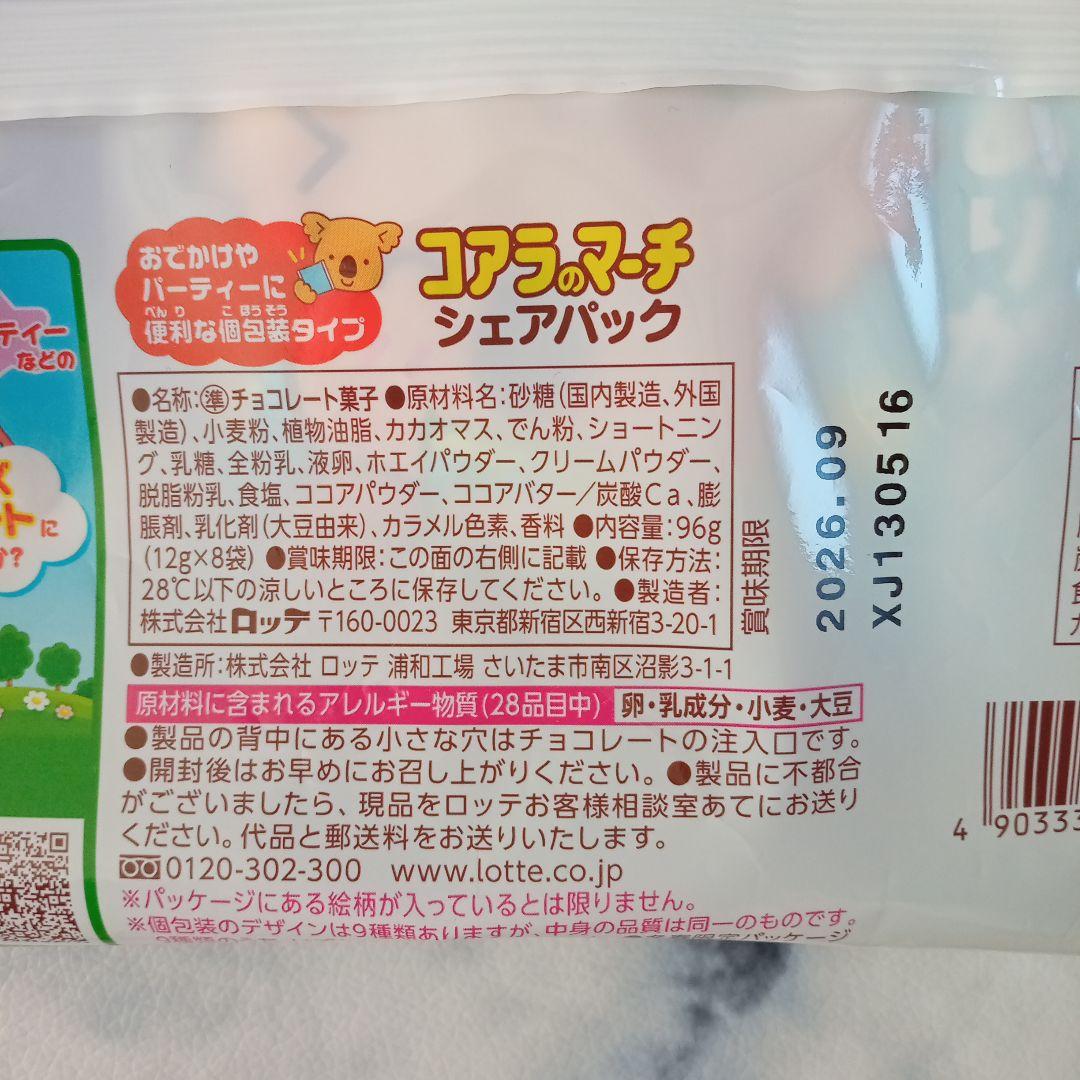 おでかけや
パーティーに
べんり こほうそう
便利な個包装タイプ
コアラのマーチ
シェアパック
ティー
などの
ズ
ートに
か?
●名称:㊟チョコレート菓子 ●原材料名:砂糖(国内製造、外国
製造)、小麦粉、植物油脂、カカオマス、でん粉、ショートニン
グ、乳糖、全粉乳、液卵、ホエイパウダー、クリームパウダー、
脱脂粉乳、食塩、ココアパウダー、ココアバター/炭酸Ca、膨
脹剤、乳化剤(大豆由来)、カラメル色素、香料 ●内容量:96g
(12g×8袋) ●賞味期限:この面の右側に記載 ●保存方法:
28℃以下の涼しいところに保存してください。●製造者:
株式会社ロッテ 〒160-0023 東京都新宿区西新宿3-20-1
賞味期限
2026.09
XJ130516
●製造所:株式会社 ロッテ 浦和工場 さいたま市南区沼影3-1-1
原材料に含まれるアレルギー物質(28品目中) 卵・乳成分・小麦・大豆
●製品の背中にある小さな穴はチョコレートの注入口です。
●開封後はお早めにお召し上がりください。●製品に不都合
がございましたら、現品をロッテお客様相談室あてにお送り
ください。代品と郵送料をお送りいたします。
0120-302-300 www.lotte.co.jp
※パッケージにある絵柄が入っているとは限りません。
※個包装のデザインは9種類ありますが、中身の品質は同一のものです。
4 90333